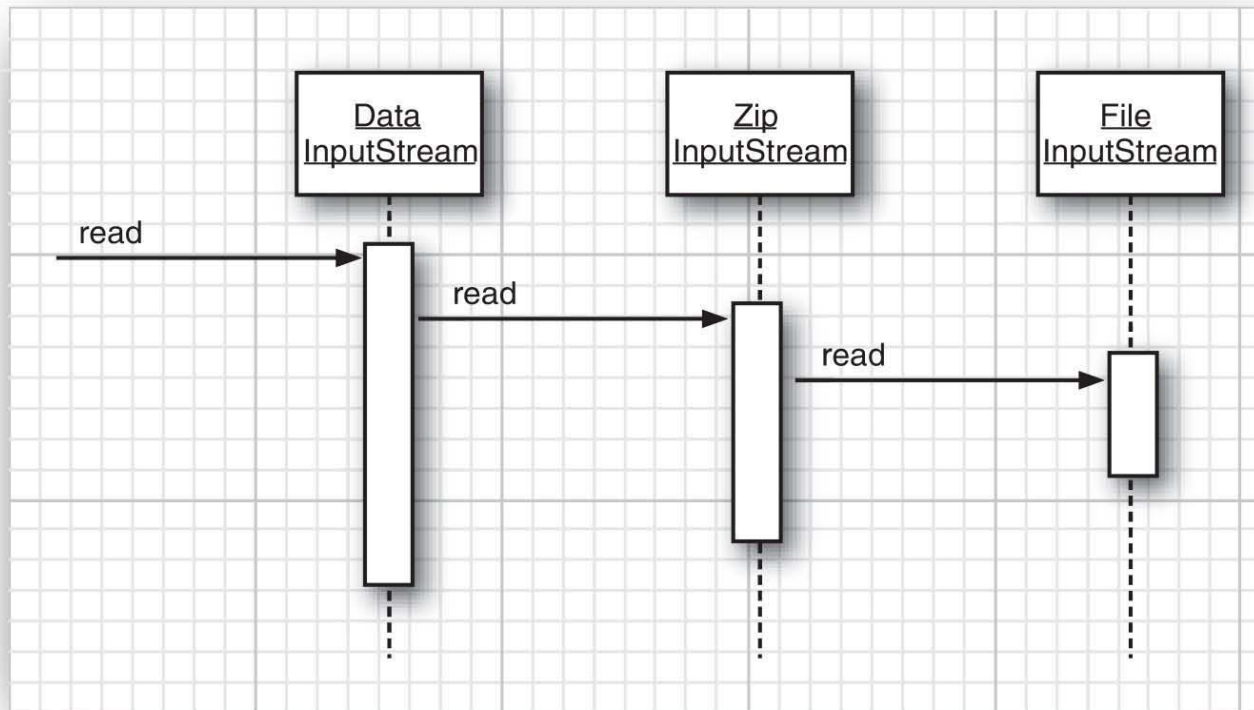 Data
InputStream
Zip
InputStream
File
InputStream
read
read
read